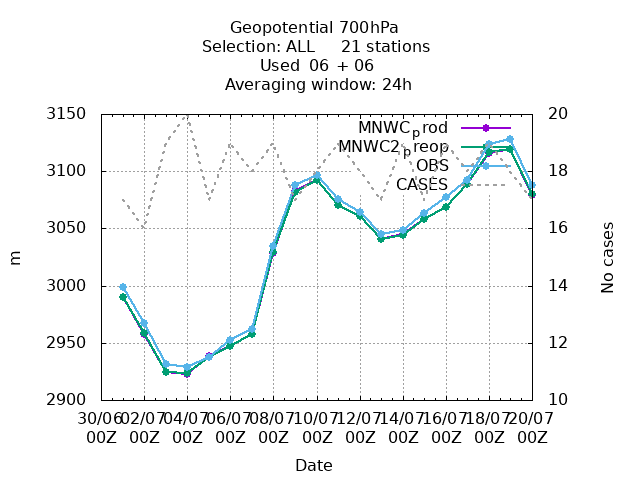 Geopotential 700hPa
Selection: ALL 21 stations
Used 06 + 06
Averaging window: 24h
3150 20
MNWCprod
MNWC2preop
3100 OBS 18
CASES
3050 16
m No cases
3000 14
2950 12
2900 10
30/06 02/07 04/07 06/07 08/07 10/07 12/07 14/07 16/07 18/07 20/07
00Z 00Z 00Z 00Z 00Z 00Z 00Z 00Z 00Z 00Z 00Z
Date